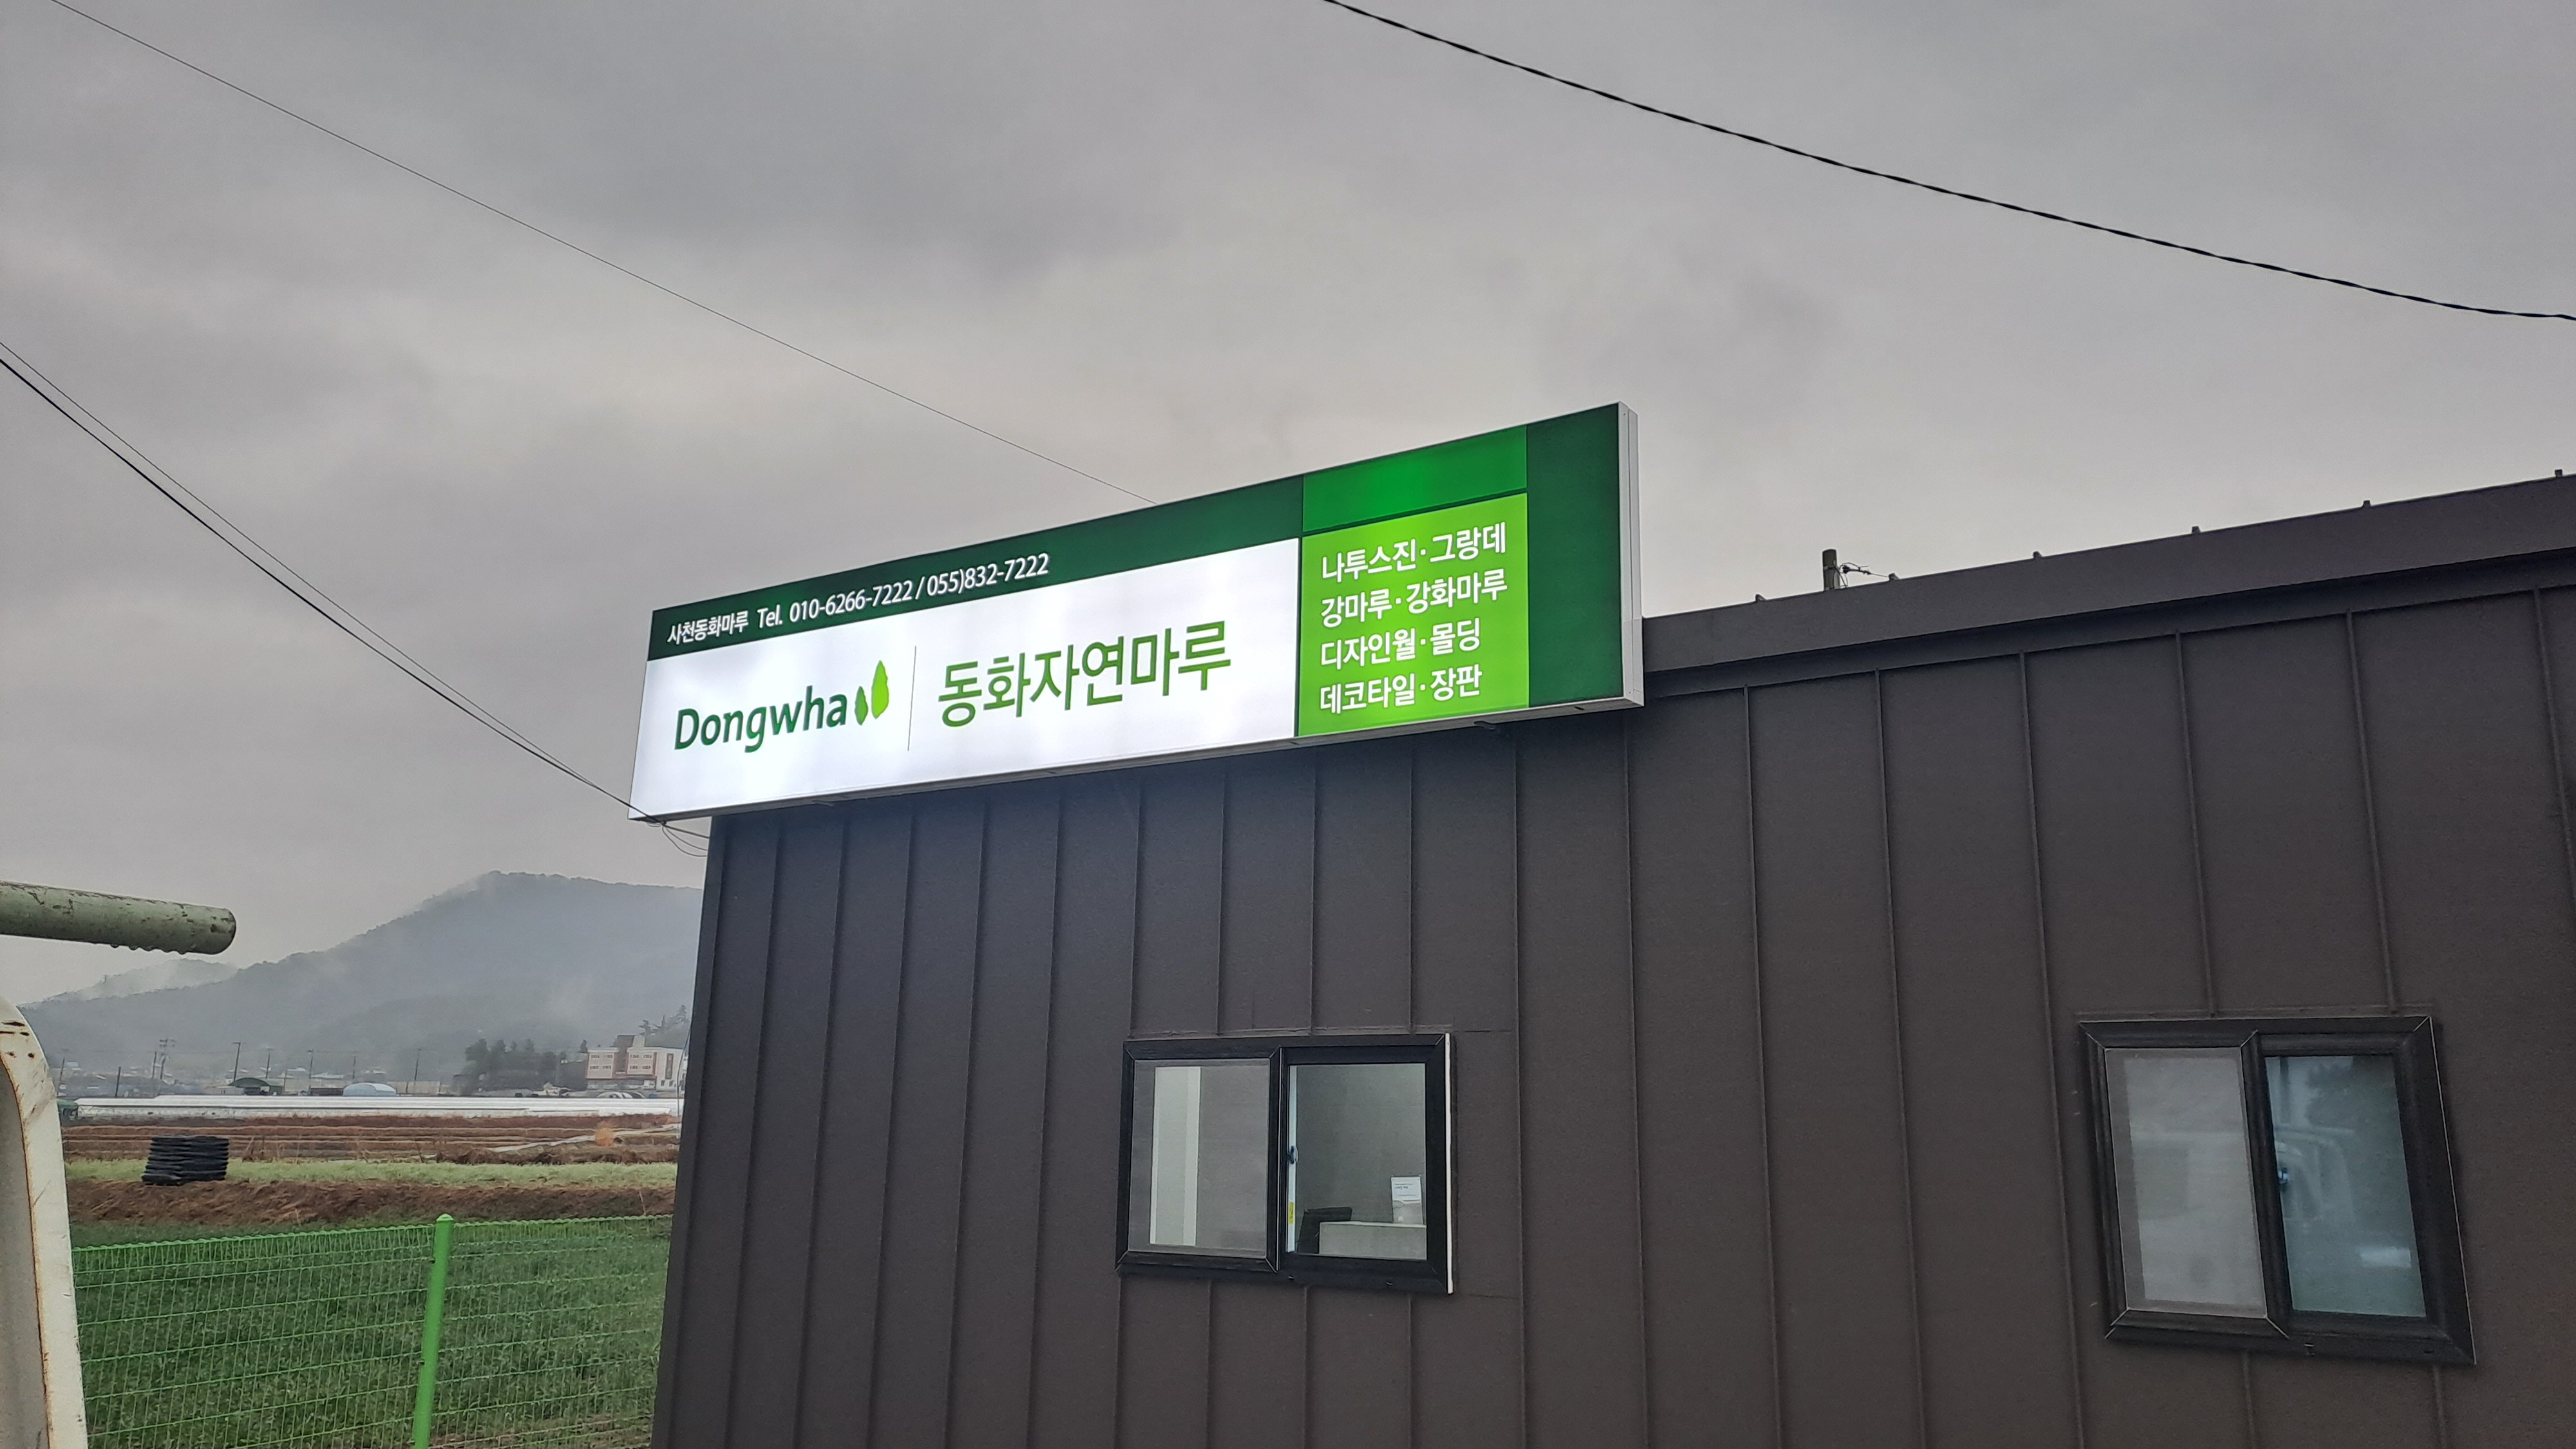 사천동화마루 Tel. 010-6266-7222 / 055)832-7222
Dongwha 동화자연마루
나투스진·그랑데
강마루·강화마루
디자인월·몰딩
데코타일·장판